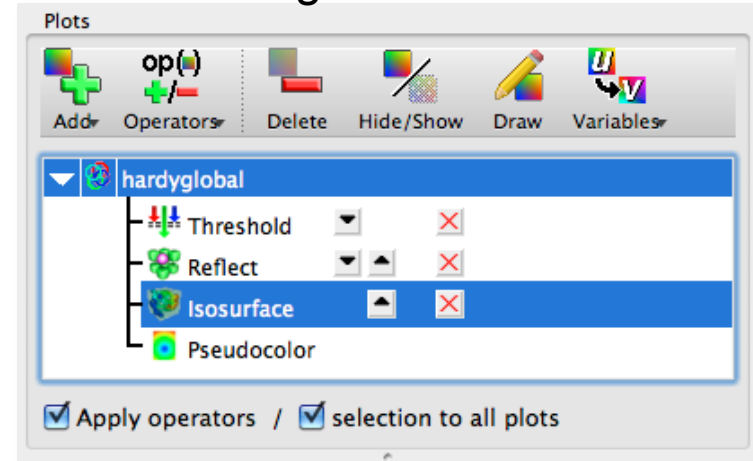 Plots
op( )
+/-
U
V
Add Operators Delete Hide/Show Draw Variables
hardyglobal
Threshold
Reflect
Isosurface
Pseudocolor
Apply operators / selection to all plots